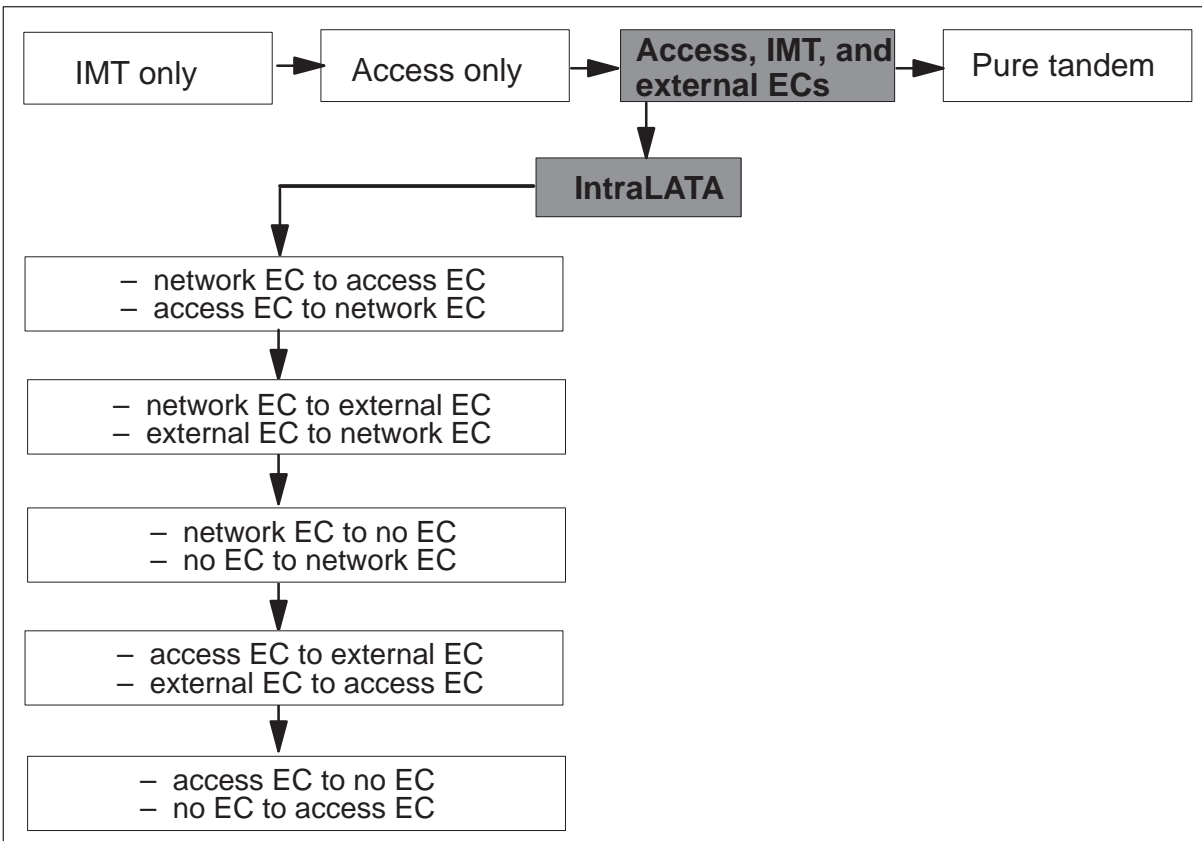 IMT only
Access only
Access, IMT, and
external ECs
Pure tandem
IntraLATA
– network EC to access EC
– access EC to network EC
– network EC to external EC
– external EC to network EC
– network EC to no EC
– no EC to network EC
– access EC to external EC
– external EC to access EC
– access EC to no EC
– no EC to access EC